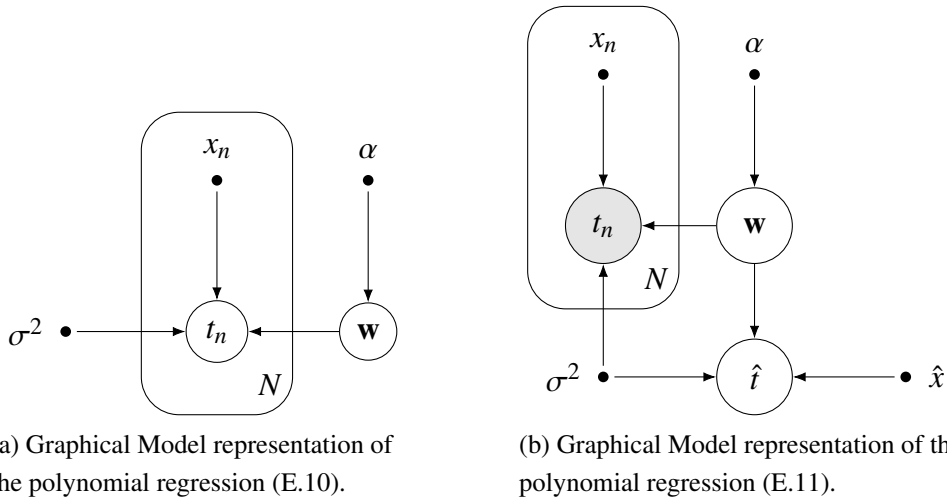 x_n
α
σ²
t_n
w
N
a) Graphical Model representation of
he polynomial regression (E.10).
x_n
α
t_n
w
N
σ²
t̂
x̂
(b) Graphical Model representation of th
polynomial regression (E.11).